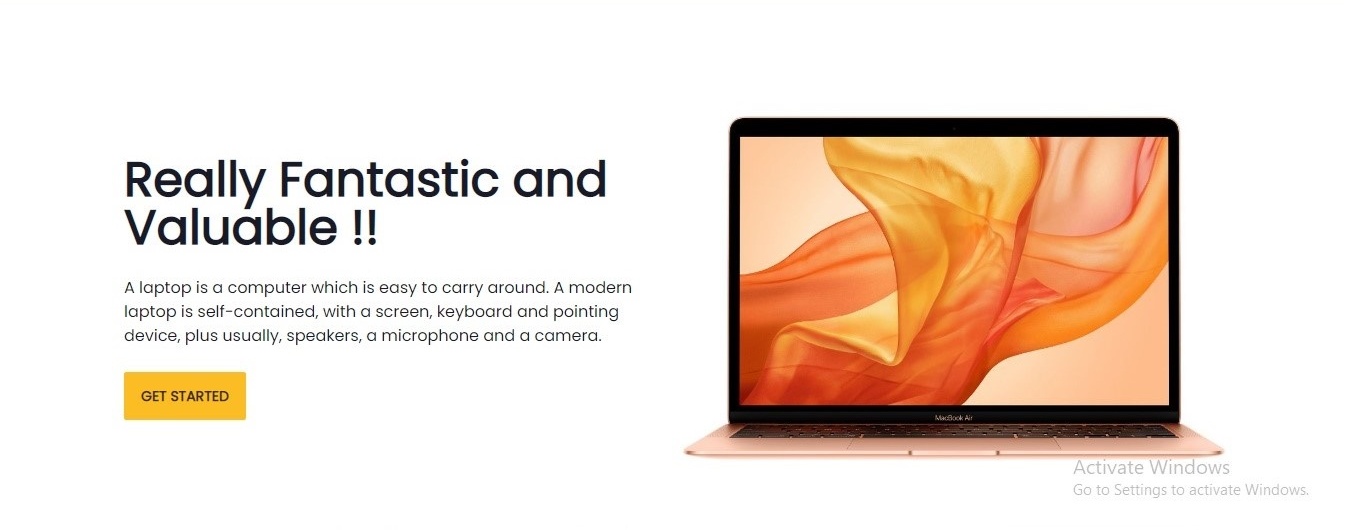 Really Fantastic and
Valuable !!
A laptop is a computer which is easy to carry around. A modern
laptop is self-contained, with a screen, keyboard and pointing
device, plus usually, speakers, a microphone and a camera.
GET STARTED
MacBook Air
Activate Windows
Go to Settings to activate Windows.